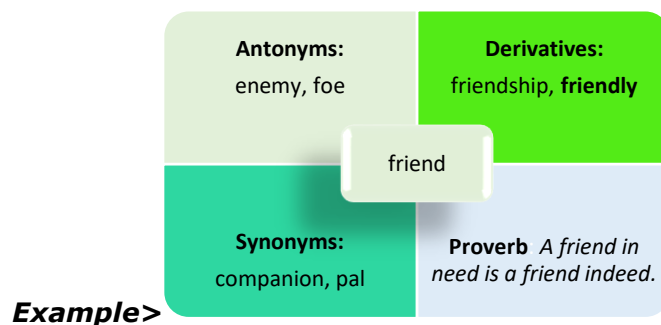 Antonyms:
enemy, foe
Derivatives:
friendship, friendly
friend
Synonyms:
companion, pal
Proverb A friend in
need is a friend indeed.
Example>